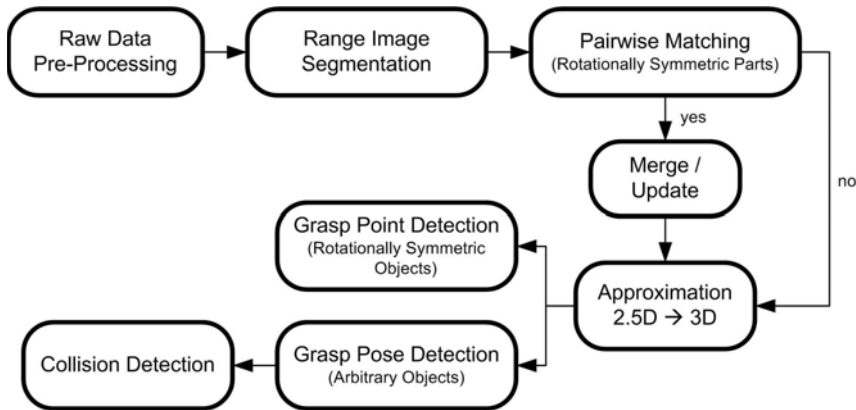 Raw Data
Pre-Processing
Range Image
Segmentation
Pairwise Matching
(Rotationally Symmetric Parts)
yes
no
Merge /
Update
Grasp Point Detection
(Rotationally Symmetric
Objects)
Approximation
2.5D → 3D
Collision Detection
Grasp Pose Detection
(Arbitrary Objects)